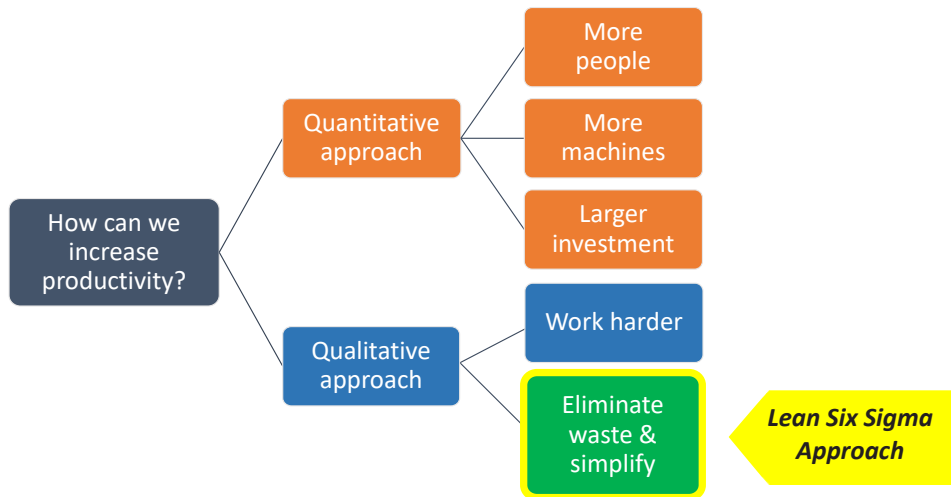 How can we
increase
productivity?
Quantitative
approach
More
people
More
machines
Larger
investment
Qualitative
approach
Work harder
Eliminate
waste &
simplify
Lean Six Sigma
Approach